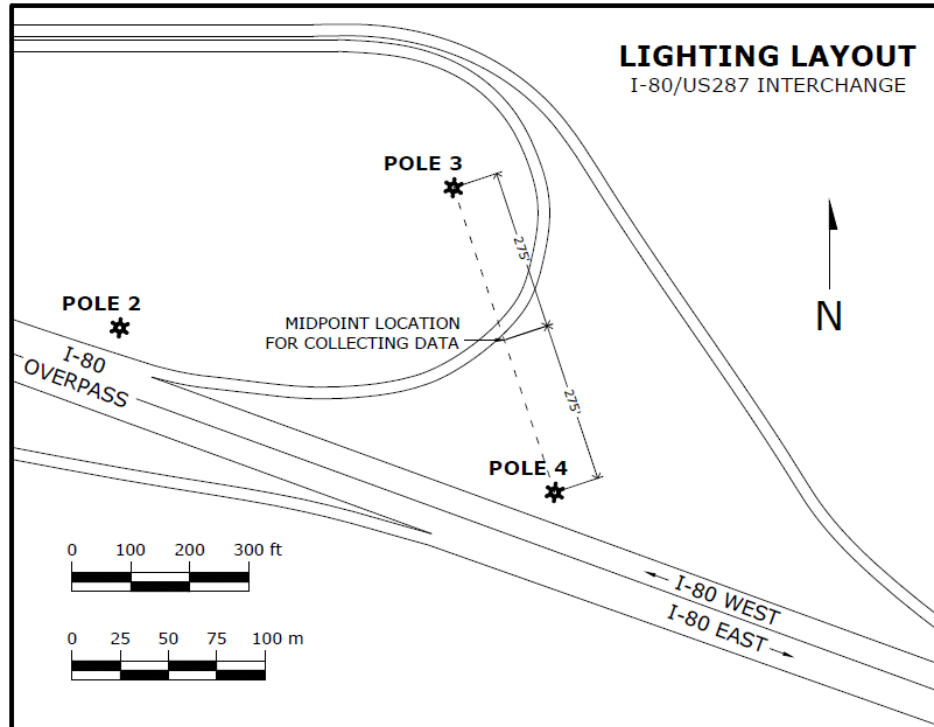 LIGHTING LAYOUT
I-80/US287 INTERCHANGE
POLE 3
275'
N
POLE 2
MIDPOINT LOCATION
FOR COLLECTING DATA
I-80
OVERPASS
275'
POLE 4
0 100 200 300 ft
I-80 WEST
I-80 EAST
0 25 50 75 100 m